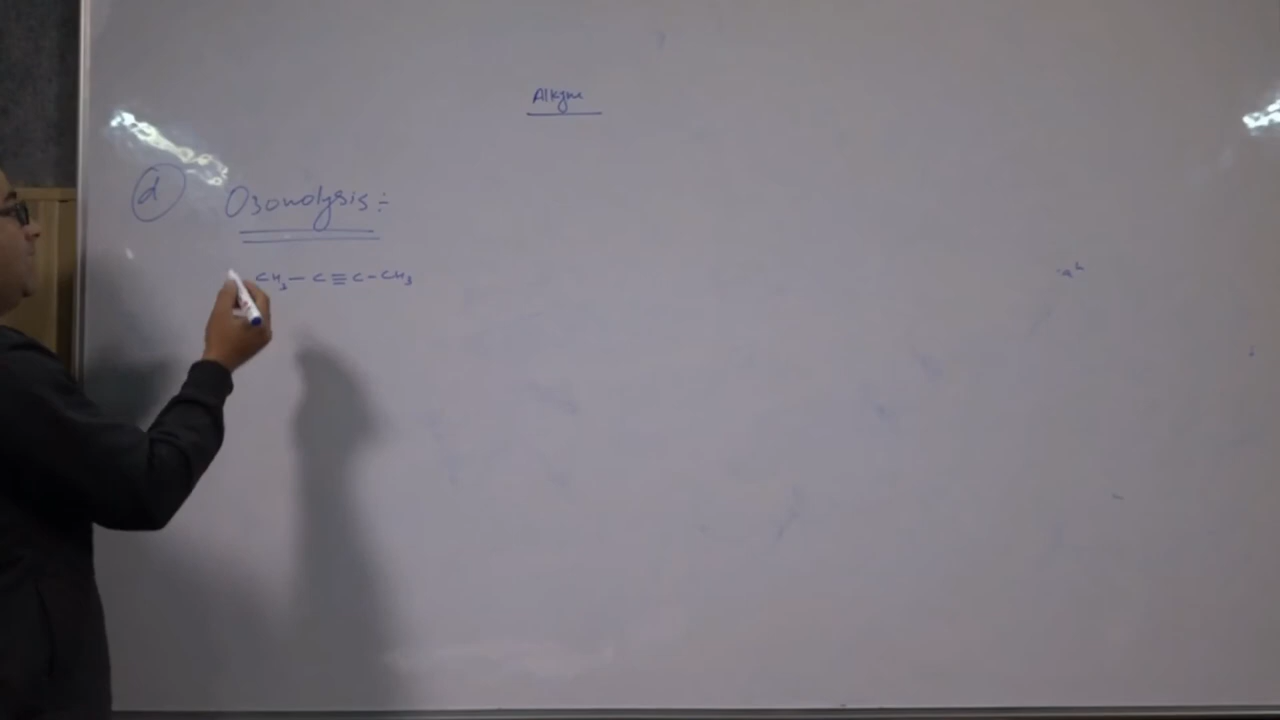 Alkyne
d Ozonolysis:
CH₃ — C ≡ C - CH₃